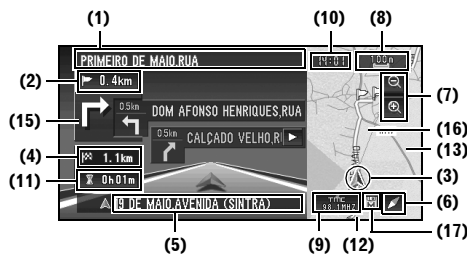 (1)
(10)
(8)
PRIMEIRO DE MAIO,RUA
14:01
100m
(2)
0.4km
(7)
0.5km
DOM AFONSO HENRIQUES,RUA
(15)
(16)
0.5km
CALÇADO VELHO,R
(4)
1.1km
(13)
(11)
0h01m
(3)
9 DE MAIO,AVENIDA (SINTRA)
TMC
98.1MHZ
(6)
(5)
(9)
(12)
(17)